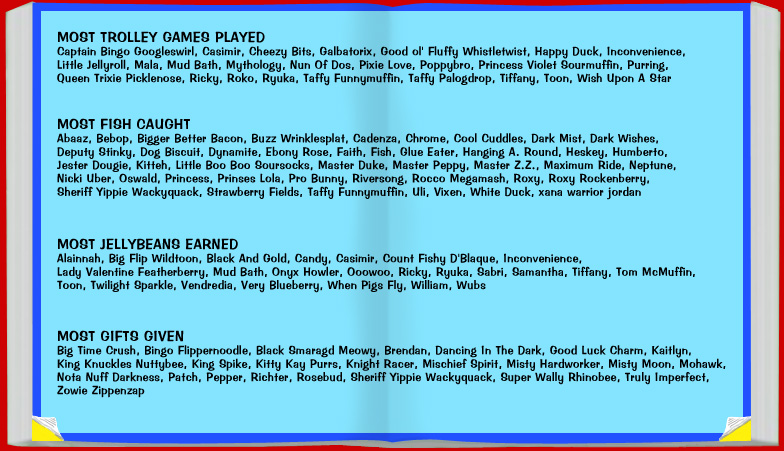 MOST TROLLEY GAMES PLAYED
Captain Bingo Googleswirl, Casimir, Cheezy Bits, Galbatorix, Good ol' Fluffy Whistletwist, Happy Duck, Inconvenience,
Little Jellyroll, Mala, Mud Bath, Mythology, Nun Of Dos, Pixie Love, Poppybro, Princess Violet Sourmuffin, Purring,
Queen Trixie Picklenose, Ricky, Roko, Ryuka, Taffy Funnymuffin, Taffy Palogdrop, Tiffany, Toon, Wish Upon A Star
MOST FISH CAUGHT
Abaaz, Bebop, Bigger Better Bacon, Buzz Wrinklesplat, Cadenza, Chrome, Cool Cuddles, Dark Mist, Dark Wishes,
Deputy Stinky, Dog Biscuit, Dynamite, Ebony Rose, Faith, Fish, Glue Eater, Hanging A. Round, Heskey, Humberto,
Jester Dougie, Kitteh, Little Boo Boo Soursocks, Master Duke, Master Peppy, Master Z.Z., Maximum Ride, Neptune,
Nicki Uber, Oswald, Princess, Prinses Lola, Pro Bunny, Riversong, Rocco Megamash, Roxy, Roxy Rockenberry,
Sheriff Yippie Wackyquack, Strawberry Fields, Taffy Funnymuffin, Uli, Vixen, White Duck, xana warrior jordan
MOST JELLYBEANS EARNED
Alainnah, Big Flip Wildtoon, Black And Gold, Candy, Casimir, Count Fishy D'Blaque, Inconvenience,
Lady Valentine Featherberry, Mud Bath, Onyx Howler, Ooowoo, Ricky, Ryuka, Sabri, Samantha, Tiffany, Tom McMuffin,
Toon, Twilight Sparkle, Vendredia, Very Blueberry, When Pigs Fly, William, Wubs
MOST GIFTS GIVEN
Big Time Crush, Bingo Flippernoodle, Black Smaragd Meowy, Brendan, Dancing In The Dark, Good Luck Charm, Kaitlyn,
King Knuckles Nuttybee, King Spike, Kitty Kay Purrs, Knight Racer, Mischief Spirit, Misty Hardworker, Misty Moon, Mohawk,
Nota Nuff Darkness, Patch, Pepper, Richter, Rosebud, Sheriff Yippie Wackyquack, Super Wally Rhinobee, Truly Imperfect,
Zowie Zippenzap